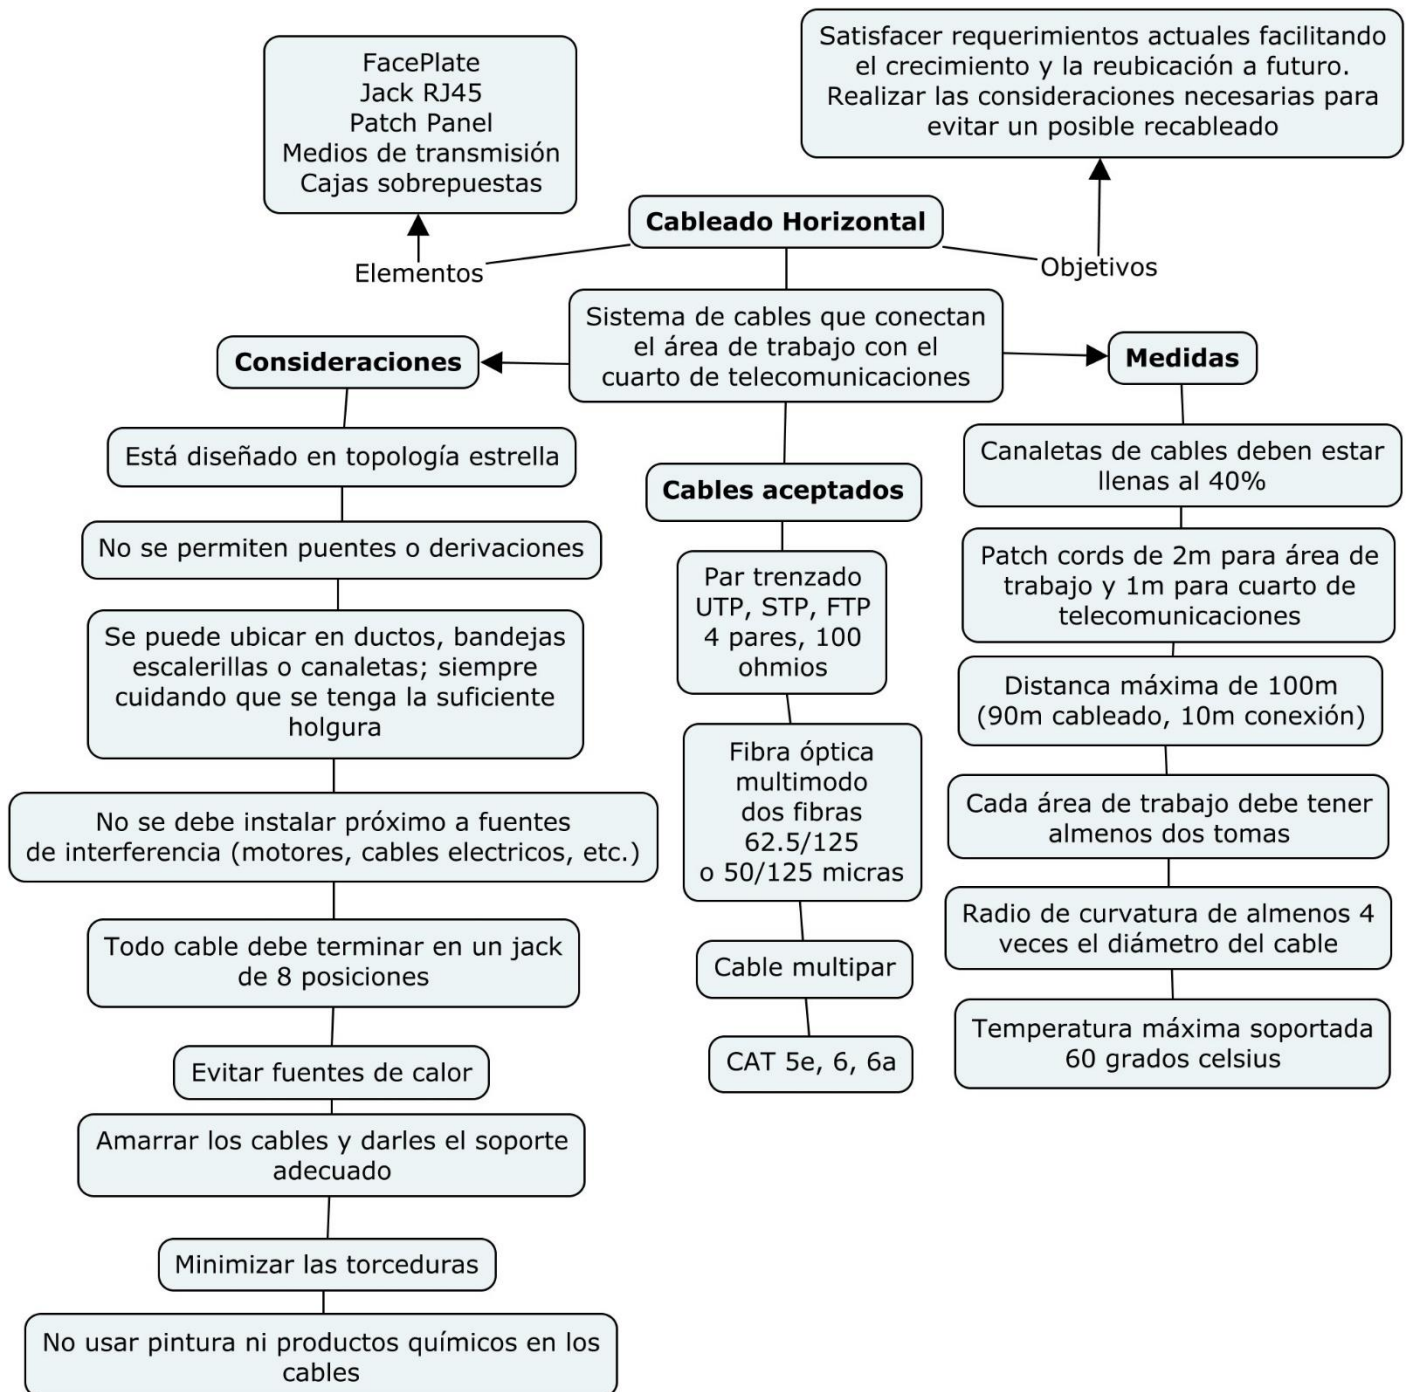 FacePlate
Jack RJ45
Patch Panel
Medios de transmisión
Cajas sobrepuestas
Satisfacer requerimientos actuales facilitando
el crecimiento y la reubicación a futuro.
Realizar las consideraciones necesarias para
evitar un posible recableado
Cableado Horizontal
Elementos
Objetivos
Sistema de cables que conectan
el área de trabajo con el
cuarto de telecomunicaciones
Consideraciones
Está diseñado en topología estrella
No se permiten puentes o derivaciones
Se puede ubicar en ductos, bandejas
escalerillas o canaletas; siempre
cuidando que se tenga la suficiente
holgura
No se debe instalar próximo a fuentes
de interferencia (motores, cables electricos, etc.)
Todo cable debe terminar en un jack
de 8 posiciones
Evitar fuentes de calor
Amarrar los cables y darles el soporte
adecuado
Minimizar las torceduras
No usar pintura ni productos químicos en los
cables
Cables aceptados
Par trenzado
UTP, STP, FTP
4 pares, 100
ohmios
Fibra óptica
multimodo
dos fibras
62.5/125
o 50/125 micras
Cable multipar
CAT 5e, 6, 6a
Medidas
Canaletas de cables deben estar
llenas al 40%
Patch cords de 2m para área de
trabajo y 1m para cuarto de
telecomunicaciones
Distanca máxima de 100m
(90m cableado, 10m conexión)
Cada área de trabajo debe tener
almenos dos tomas
Radio de curvatura de almenos 4
veces el diámetro del cable
Temperatura máxima soportada
60 grados celsius